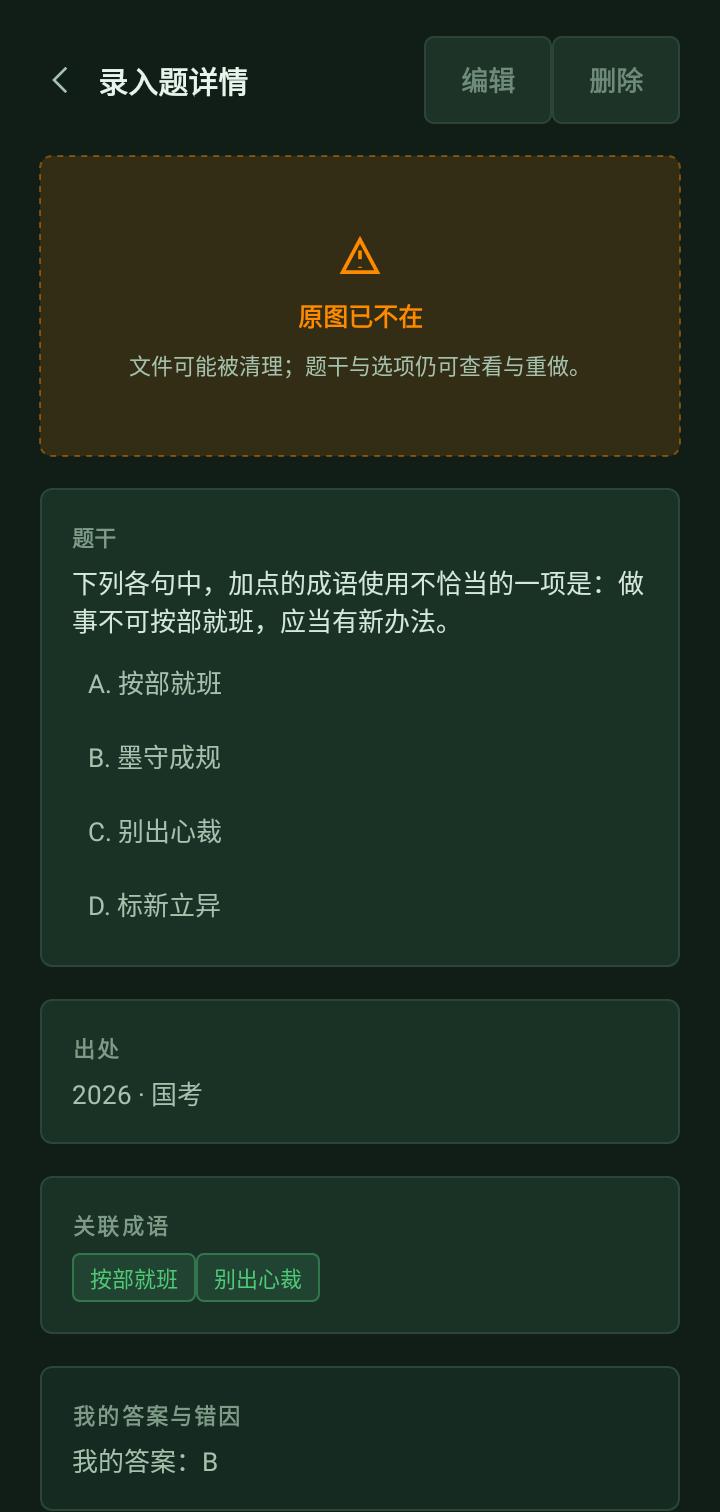 录入题详情
编辑
删除
原图已不在
文件可能被清理；题干与选项仍可查看与重做。
题干
下列各句中，加点的成语使用不恰当的一项是：做
事不可按部就班，应当有新办法。
A. 按部就班
B. 墨守成规
C. 别出心裁
D. 标新立异
出处
2026 · 国考
关联成语
按部就班
别出心裁
我的答案与错因
我的答案：B